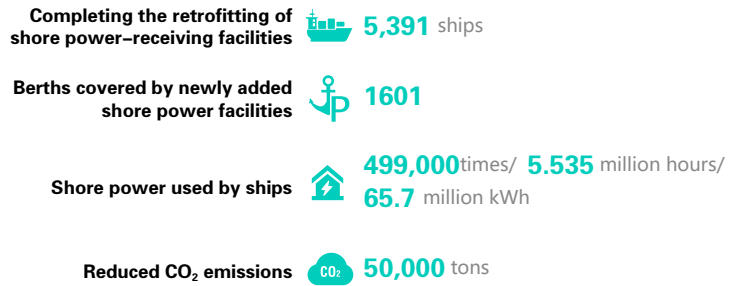 Completing the retrofitting of
shore power–receiving facilities
5,391 ships
Berths covered by newly added
shore power facilities
P
1601
Shore power used by ships
499,000times/ 5.535 million hours/
65.7 million kWh
Reduced CO₂ emissions
CO₂
50,000 tons